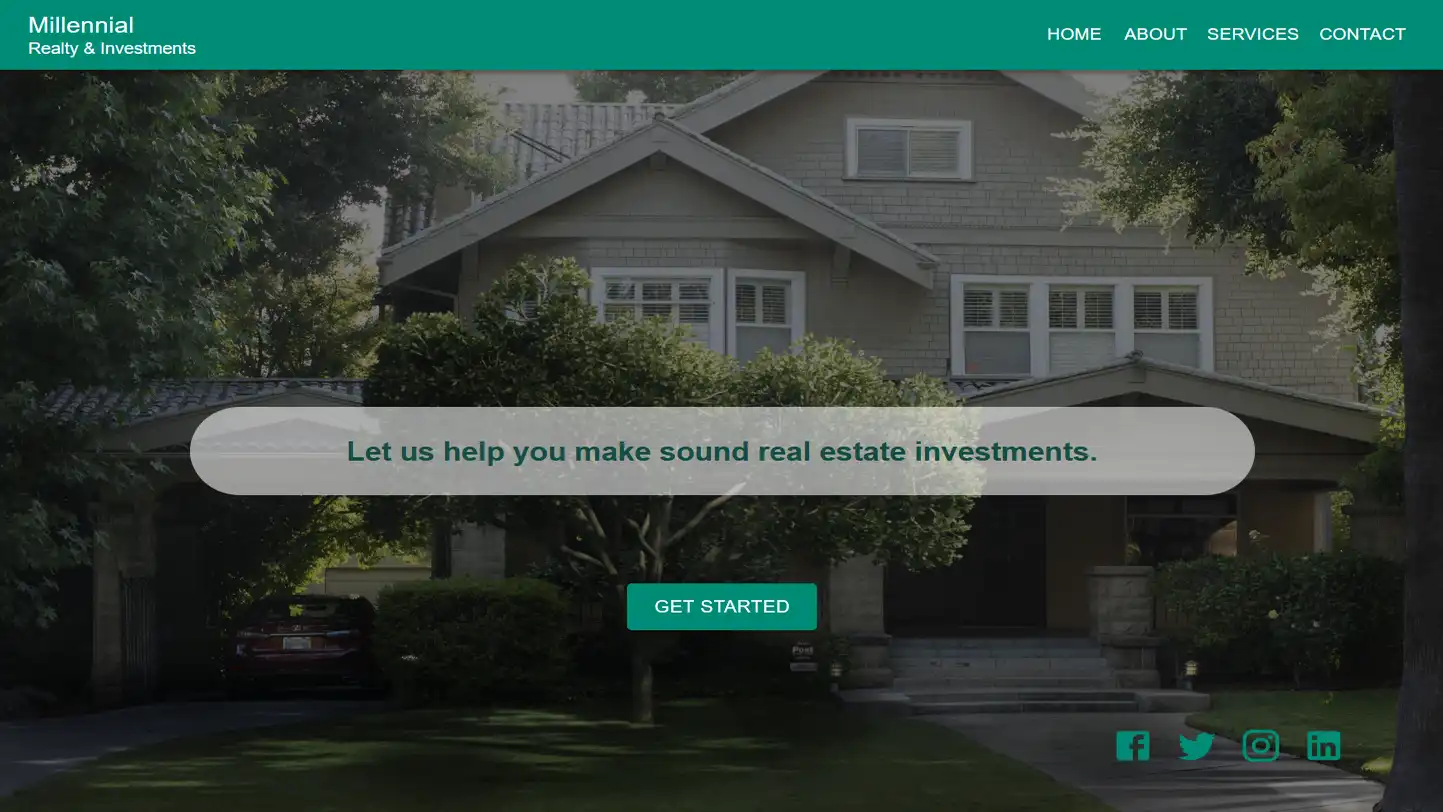 Millennial
Realty & Investments
HOME ABOUT SERVICES CONTACT
Let us help you make sound real estate investments.
GET STARTED